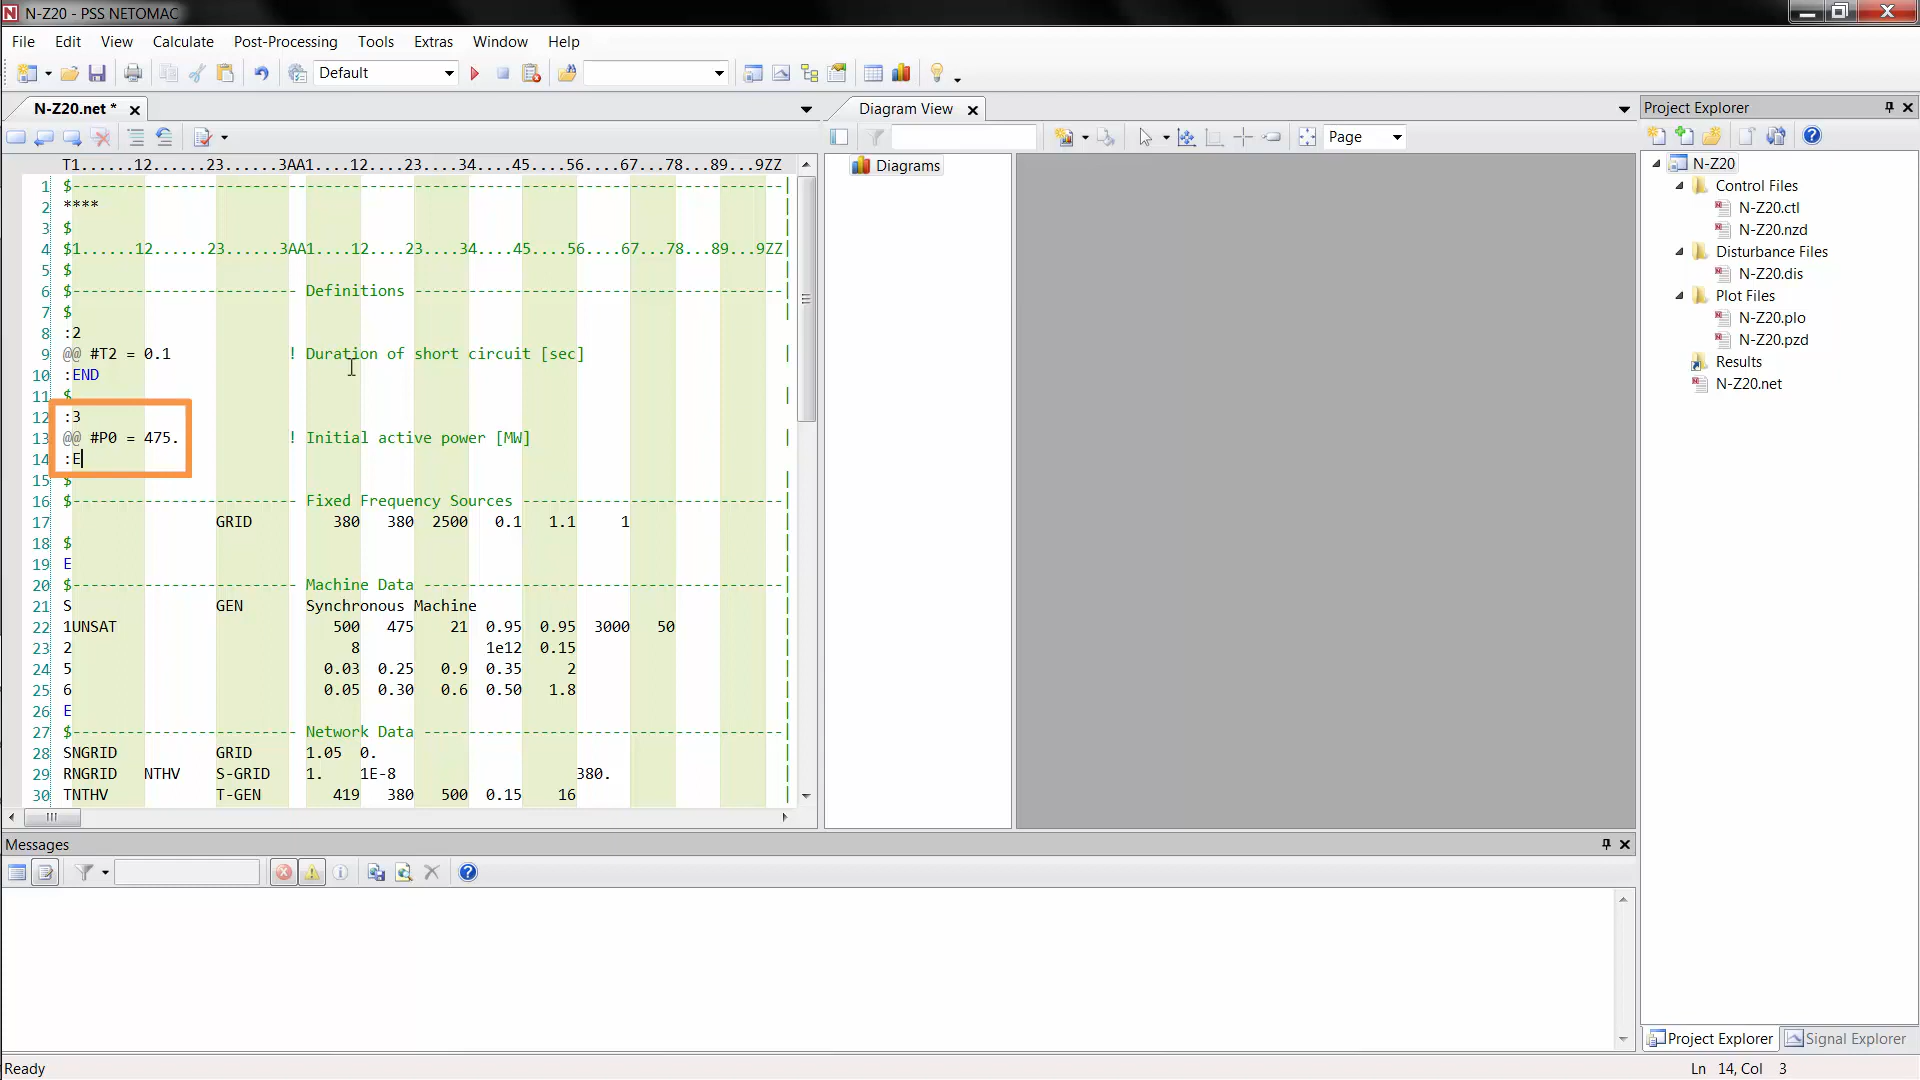 N-Z20 - PSS NETOMAC
File Edit View Calculate Post-Processing Tools Extras Window Help
Default
N-Z20.net *
Diagram View
Project Explorer
Page
T1......12......23......3AA1....12....23....34....45....56....67...78...89...9ZZ
Diagrams
1 $-------------------------------------------------------------------------------|
2 **** |
3 $ |
4 $1......12......23......3AA1....12....23....34....45....56....67...78...89...9ZZ|
5 $ |
6 $------------------------- Definitions -----------------------------------------|
7 $ |
8 :2
9 @@ #T2 = 0.1 ! Duration of short circuit [sec] |
10 :END
11 $ |
12 :3
13 @@ #P0 = 475. ! Initial active power [MW] |
14 :E
15 $ |
16 $------------------------- Fixed Frequency Sources -----------------------------|
17 GRID 380 380 2500 0.1 1.1 1 |
18 $ |
19 E |
20 $------------------------- Machine Data ----------------------------------------|
21 S GEN Synchronous Machine |
22 1UNSAT 500 475 21 0.95 0.95 3000 50 |
23 2 8 1e12 0.15 |
24 5 0.03 0.25 0.9 0.35 2 |
25 6 0.05 0.30 0.6 0.50 1.8 |
26 E |
27 $------------------------- Network Data ----------------------------------------|
28 SNGRID GRID 1.05 0. |
29 RNGRID NTHV S-GRID 1. 1E-8 380. |
30 TNTHV T-GEN 419 380 500 0.15 16 |
N-Z20
Control Files
N-Z20.ctl
N-Z20.nzd
Disturbance Files
N-Z20.dis
Plot Files
N-Z20.plo
N-Z20.pzd
Results
N-Z20.net
Messages
Project Explorer Signal Explorer
Ready
Ln 14, Col 3